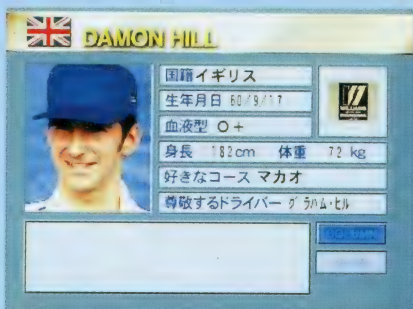 DAMON HILL
国籍 イギリス
生年月日 60/9/17
血液型 O+
身長 182cm 体重 72 kg
好きなコース マカオ
尊敬するドライバー グラハム・ヒル
WILLIAMS